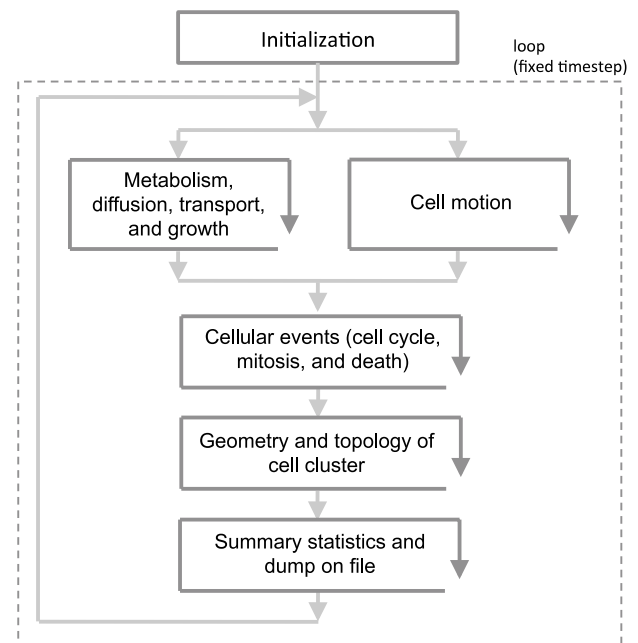 Initialization
loop
(fixed timestep)
Metabolism,
diffusion, transport,
and growth
Cell motion
Cellular events (cell cycle,
mitosis, and death)
Geometry and topology of
cell cluster
Summary statistics and
dump on file